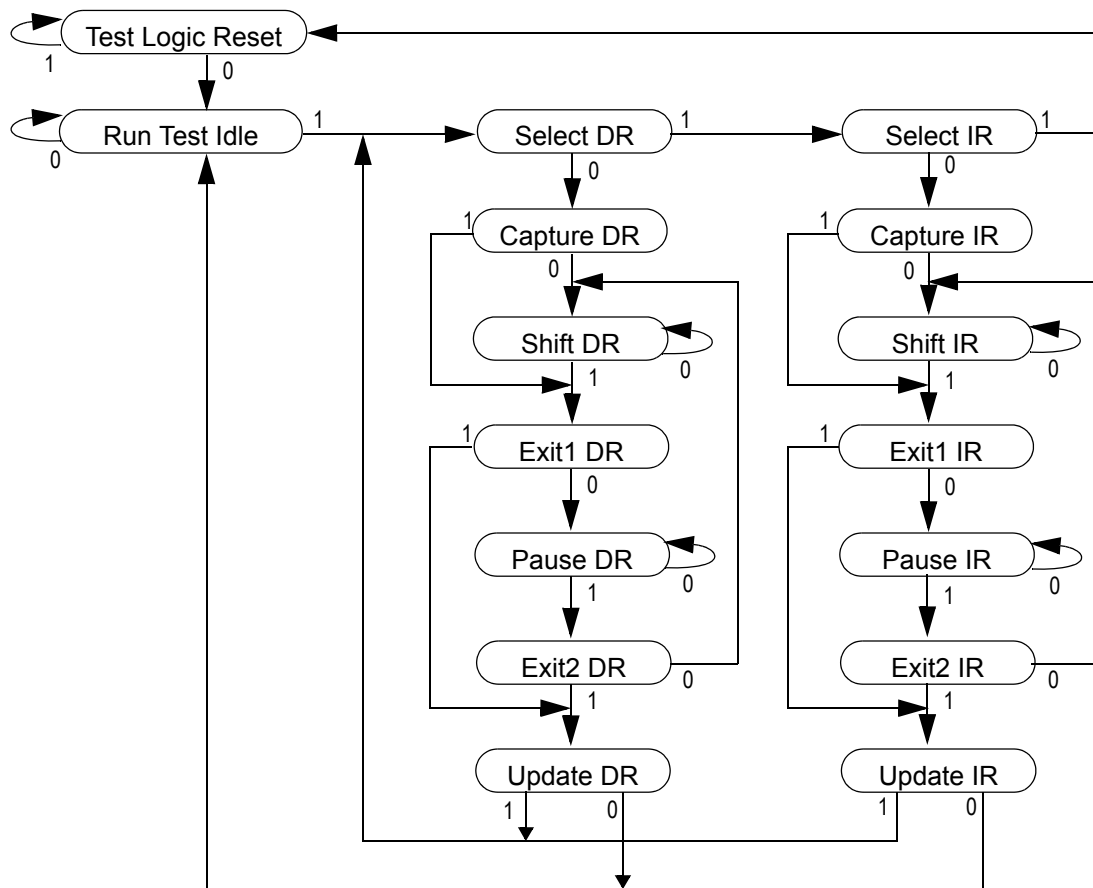 Test Logic Reset
1
0
Run Test Idle
1
0
Select DR
1
0
Select IR
1
0
Capture DR
1
0
Capture IR
1
0
Shift DR
0
1
Shift IR
0
1
Exit1 DR
1
0
Exit1 IR
1
0
Pause DR
0
1
Pause IR
0
1
Exit2 DR
0
1
Exit2 IR
0
1
Update DR
1
0
Update IR
1
0